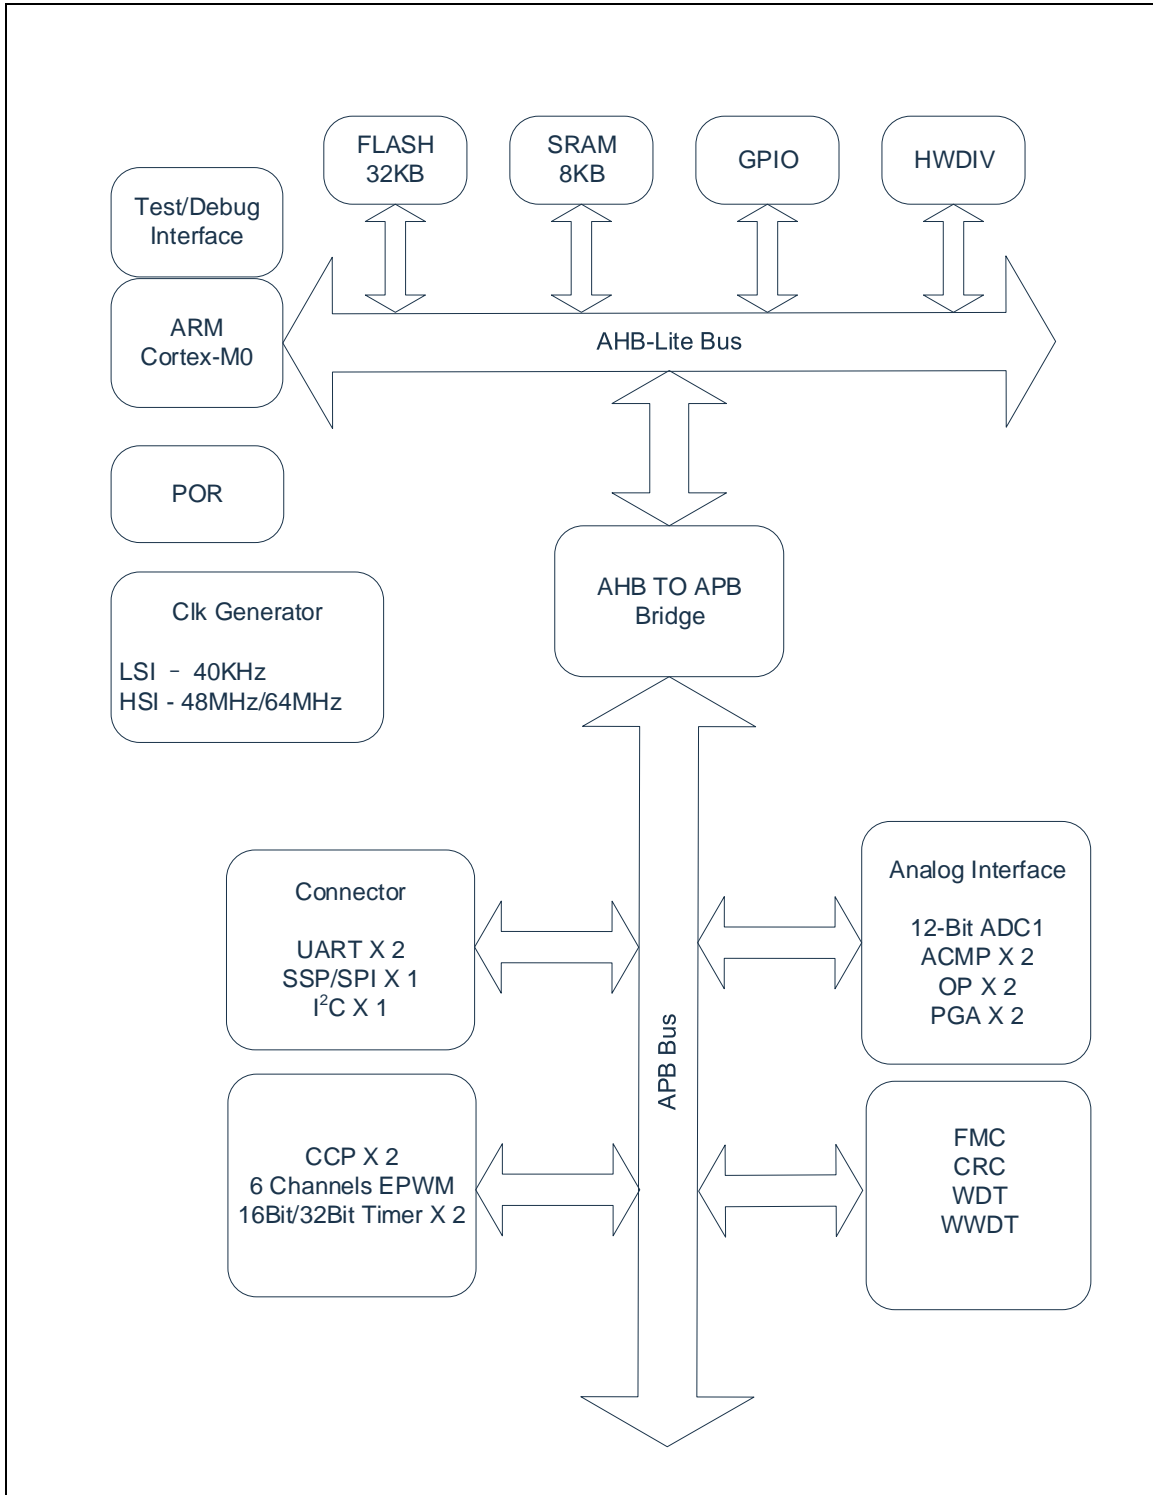 FLASH
32KB
SRAM
8KB
GPIO
HWDIV
Test/Debug
Interface
ARM
Cortex-M0
AHB-Lite Bus
POR
AHB TO APB
Bridge
Clk Generator
LSI - 40KHz
HSI - 48MHz/64MHz
Connector
UART X 2
SSP/SPI X 1
I²C X 1
Analog Interface
12-Bit ADC1
ACMP X 2
OP X 2
PGA X 2
APB Bus
CCP X 2
6 Channels EPWM
16Bit/32Bit Timer X 2
FMC
CRC
WDT
WWDT